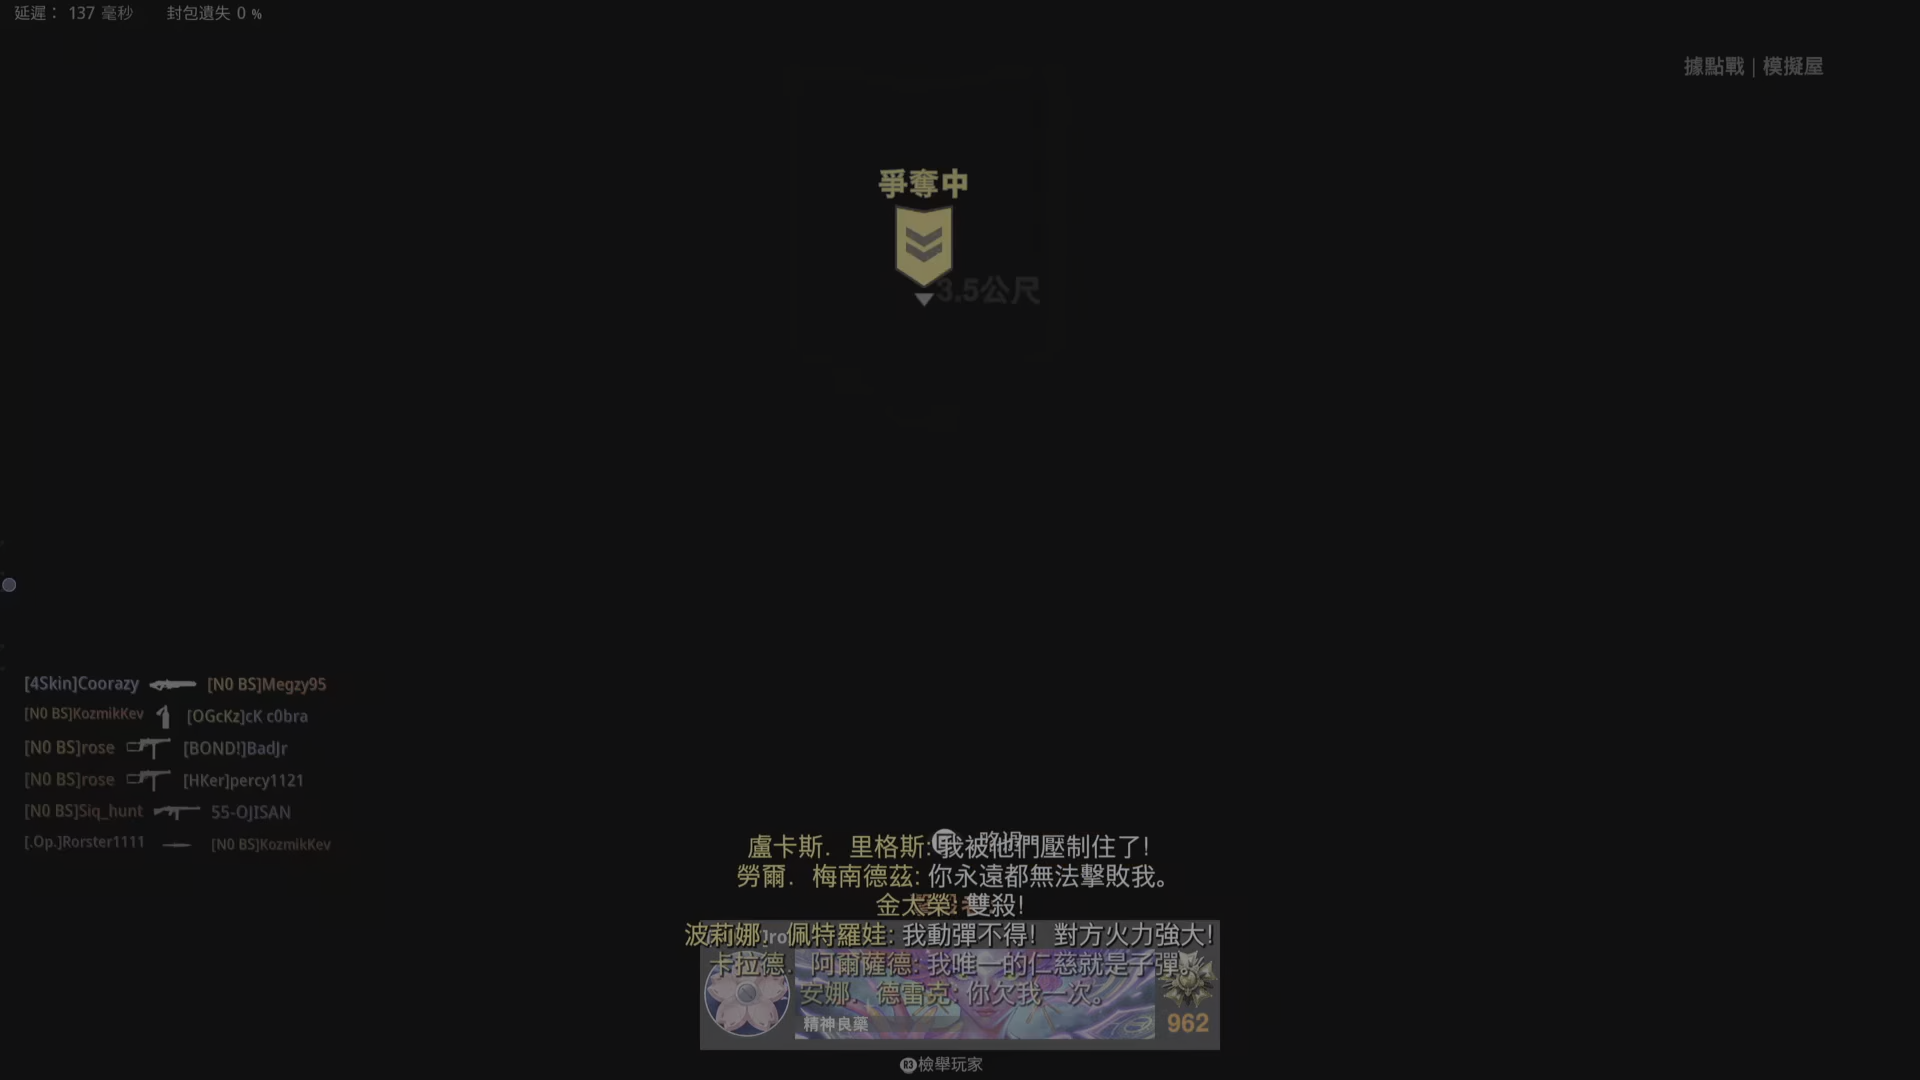 延遲： 137 毫秒 封包遺失 0 %
據點戰 | 模擬屋
爭奪中
3.5公尺
[4Skin]Coorazy [N0 BS]Megzy95
[N0 BS]KozmikKev [OGcKz]cK c0bra
[N0 BS]rose [BOND!]BadJr
[N0 BS]rose [HKer]percy1121
[N0 BS]Siq_hunt 55-OJISAN
[.Op.]Rorster1111 [N0 BS]KozmikKev
盧卡斯．里格斯: 我被他們壓制住了!
勞爾．梅南德茲: 你永遠都無法擊敗我。
金太榮: 雙殺!
波莉娜．佩特羅娃: 我動彈不得! 對方火力強大!
卡拉德．阿爾薩德: 我唯一的仁慈就是子彈。
安娜．德雷克: 你欠我一次。
精神良藥
962
R3 檢舉玩家